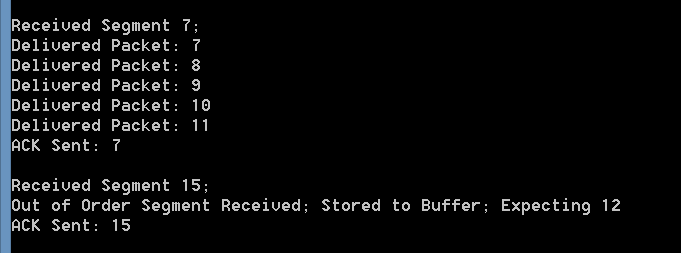 Received Segment 7;
Delivered Packet: 7
Delivered Packet: 8
Delivered Packet: 9
Delivered Packet: 10
Delivered Packet: 11
ACK Sent: 7
Received Segment 15;
Out of Order Segment Received; Stored to Buffer; Expecting 12
ACK Sent: 15